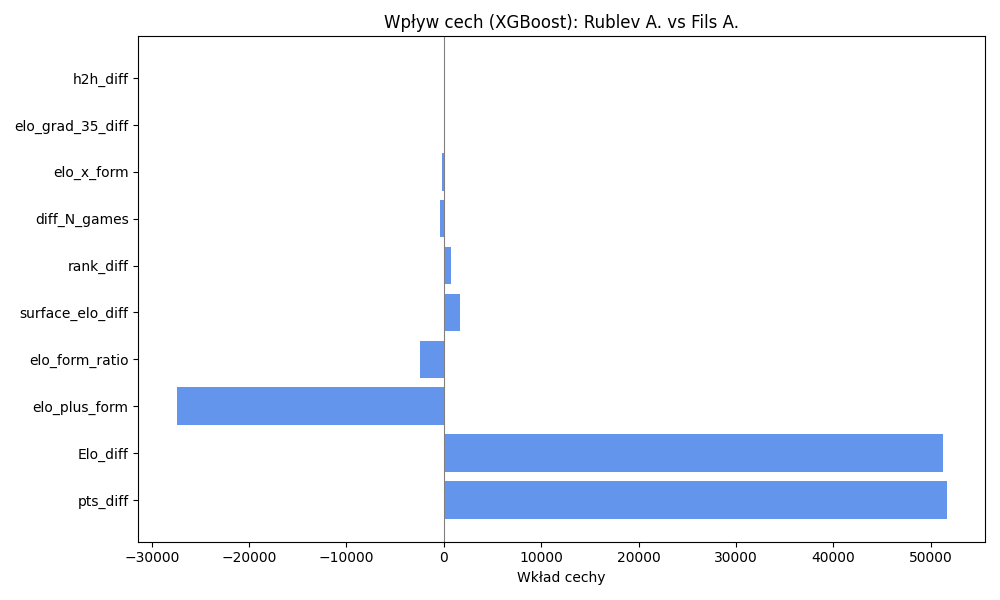 Wpływ cech (XGBoost): Rublev A. vs Fils A.
h2h_diff
elo_grad_35_diff
elo_x_form
diff_N_games
rank_diff
surface_elo_diff
elo_form_ratio
elo_plus_form
Elo_diff
pts_diff
−30000 −20000 −10000 0 10000 20000 30000 40000 50000
Wkład cechy